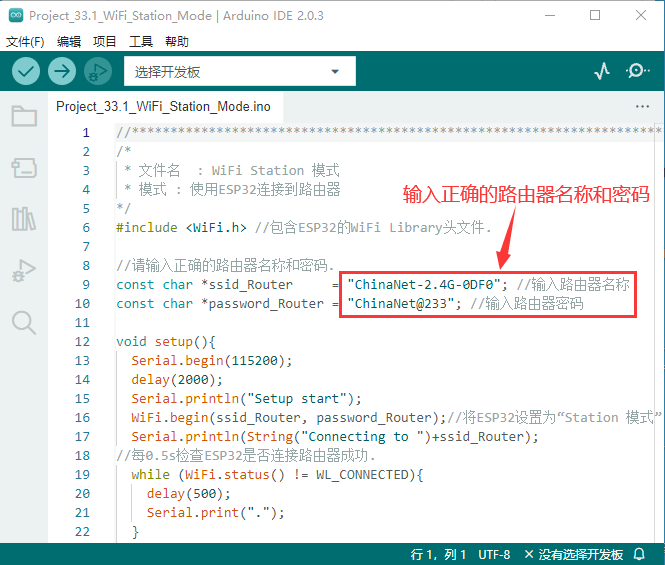 Project_33.1_WiFi_Station_Mode | Arduino IDE 2.0.3
文件(F) 编辑 项目 工具 帮助
选择开发板
Project_33.1_WiFi_Station_Mode.ino
1 //**********************************************************************
2 /*
3 * 文件名 : WiFi Station 模式
4 * 模式 : 使用ESP32连接到路由器
输入正确的路由器名称和密码
5 */
6 #include <WiFi.h> //包含ESP32的WiFi Library头文件.
7
8 //请输入正确的路由器名称和密码.
9 const char *ssid_Router = "ChinaNet-2.4G-0DF0"; //输入路由器名称
10 const char *password_Router = "ChinaNet@233"; //输入路由器密码
11
12 void setup(){
13 Serial.begin(115200);
14 delay(2000);
15 Serial.println("Setup start");
16 WiFi.begin(ssid_Router, password_Router);//将ESP32设置为“Station 模式”
17 Serial.println(String("Connecting to ")+ssid_Router);
18 //每0.5s检查ESP32是否连接路由器成功.
19 while (WiFi.status() != WL_CONNECTED){
20 delay(500);
21 Serial.print(".");
22 }
行 1，列 1 UTF-8 没有选择开发板